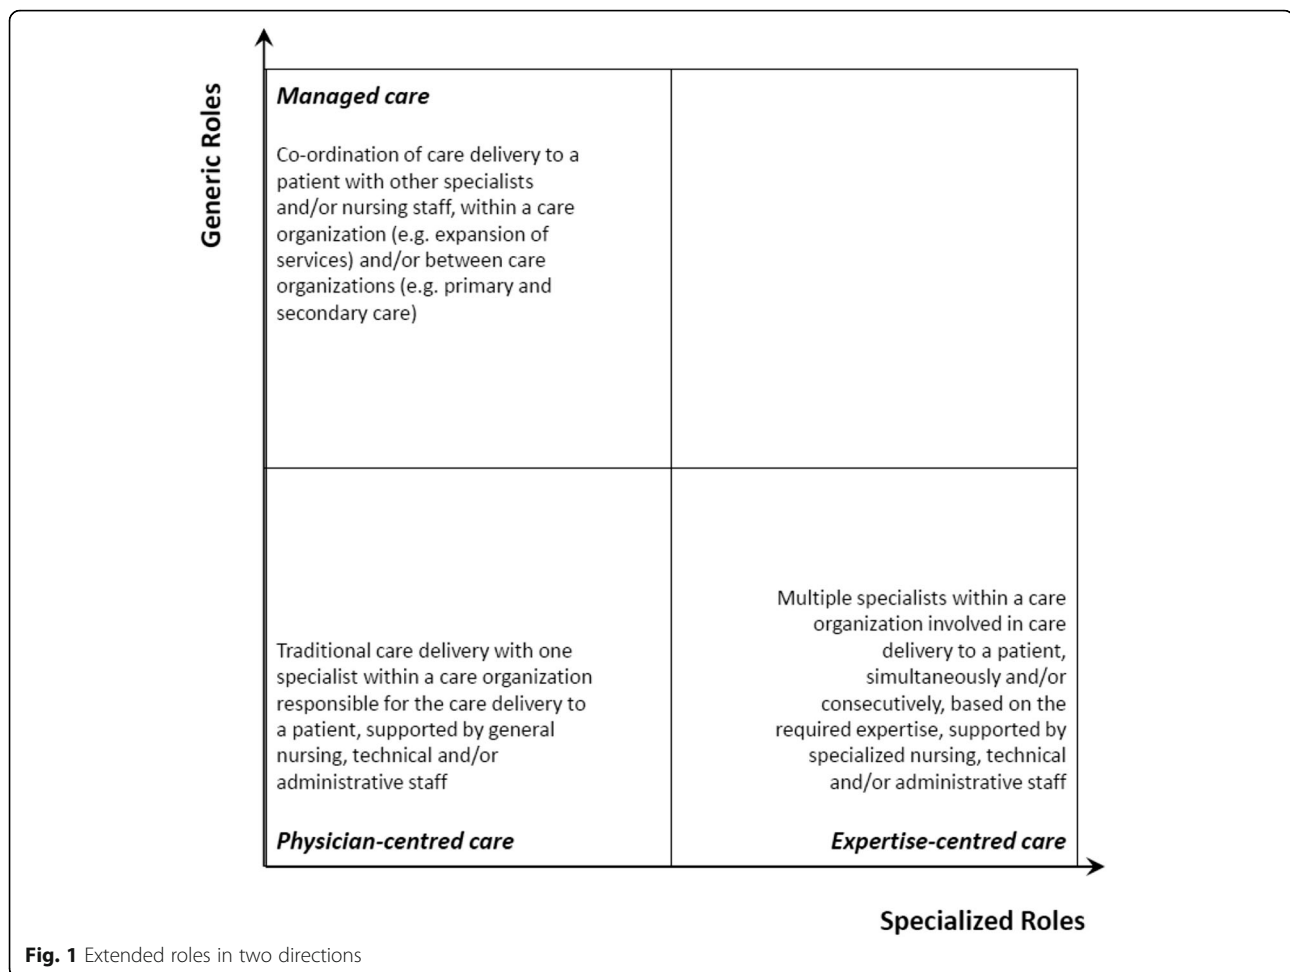 Generic Roles
Managed care
Co-ordination of care delivery to a
patient with other specialists
and/or nursing staff, within a care
organization (e.g. expansion of
services) and/or between care
organizations (e.g. primary and
secondary care)
Traditional care delivery with one
specialist within a care organization
responsible for the care delivery to
a patient, supported by general
nursing, technical and/or
administrative staff
Physician-centred care
Multiple specialists within a care
organization involved in care
delivery to a patient,
simultaneously and/or
consecutively, based on the
required expertise, supported by
specialized nursing, technical
and/or administrative staff
Expertise-centred care
Specialized Roles
Fig. 1 Extended roles in two directions